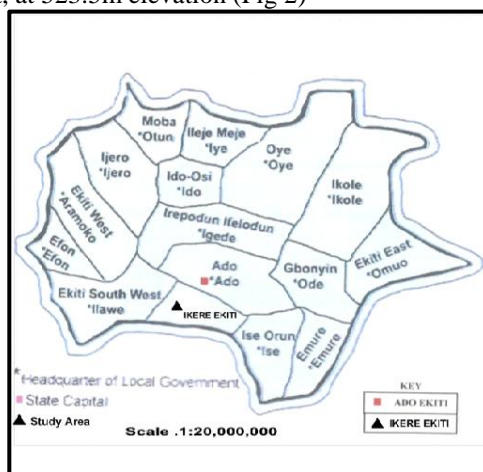 , at 323.3m elevation (Fig 2)
Moba
*Otun
Ileje Meje
*Iye
Oye
*Oye
Ijero
*Ijero
Ido-Osi
*Ido
Ikole
*Ikole
Ekiti West
*Aramoko
Irepodun Ifelodun
*Igede
Efon
*Efon
Ado
*Ado
Gbonyin
*Ode
Ekiti East
*Omuo
Ekiti South West
*Ilawe
IKERE EKITI
Ise Orun
*Ise
Emure
*Emure
*Headquarter of Local Government
State Capital
Study Area
Scale .1:20,000,000
KEY
ADO EKITI
IKERE EKITI